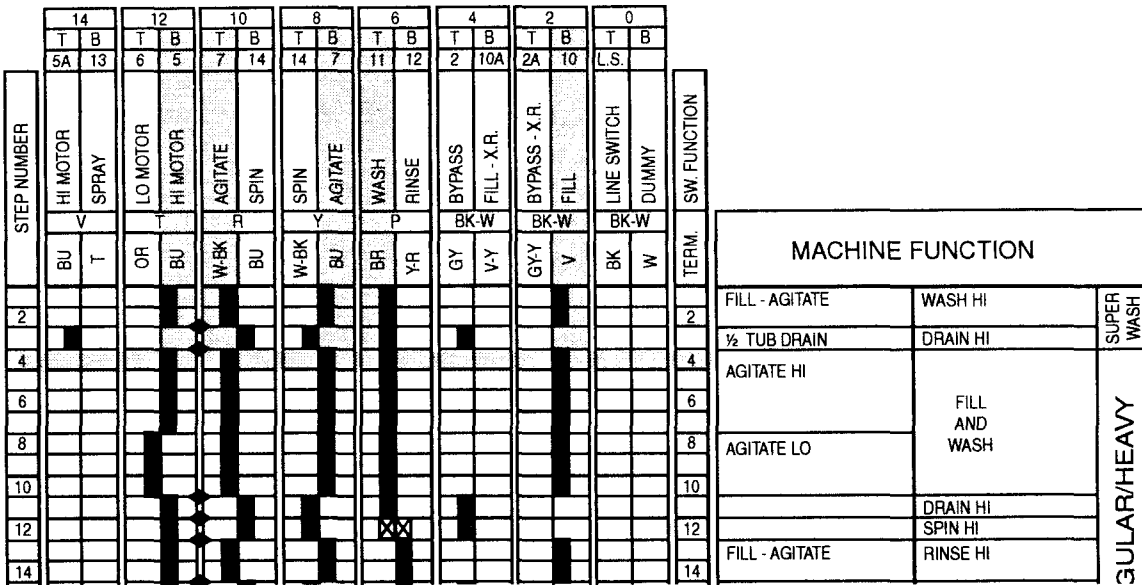 14 12 10 8 6 4 2 0
T B T B T B T B T B T B T B T B
5A 13 6 5 7 14 14 7 11 12 2 10A 2A 10 L.S.
STEP NUMBER
HI MOTOR
SPRAY
LO MOTOR
HI MOTOR
AGITATE
SPIN
SPIN
AGITATE
WASH
RINSE
BYPASS
FILL - X.R.
BYPASS - X.R.
FILL
LINE SWITCH
DUMMY
SW. FUNCTION
V T R Y P BK-W BK-W BK-W
BU T OR BU W-BK BU W-BK BU BR Y-R GY V-Y GY-Y V BK W TERM.
MACHINE FUNCTION
FILL - AGITATE WASH HI
2 2
½ TUB DRAIN DRAIN HI
SUPER
WASH
4 4
AGITATE HI
6 6
FILL
AND
WASH
8 8
AGITATE LO
10 10
DRAIN HI
12 12
SPIN HI
FILL - AGITATE RINSE HI
14 14
GULAR/HEAVY